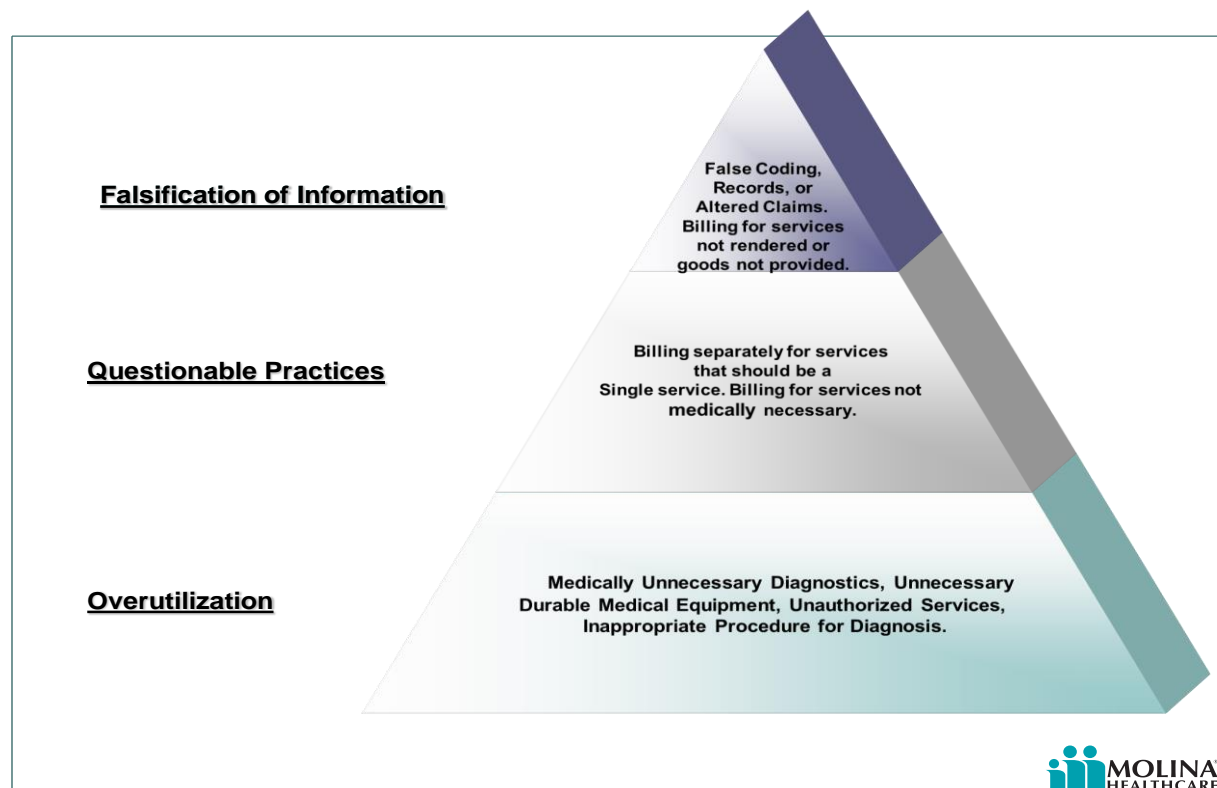 Falsification of Information
False Coding,
Records, or
Altered Claims.
Billing for services
not rendered or
goods not provided.
Questionable Practices
Billing separately for services
that should be a
Single service. Billing for services not
medically necessary.
Overutilization
Medically Unnecessary Diagnostics, Unnecessary
Durable Medical Equipment, Unauthorized Services,
Inappropriate Procedure for Diagnosis.
MOLINA
HEALTHCARE